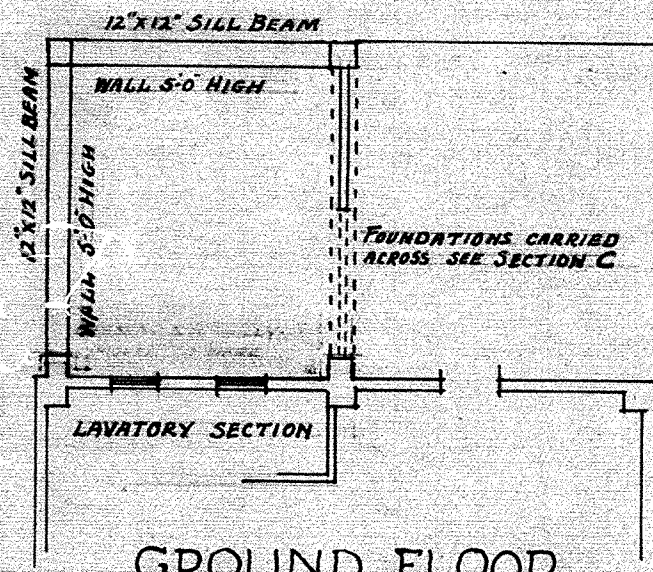 12"X12" SILL BEAM
WALL 5'-0" HIGH
12"X12" SILL BEAM
WALL 5'-0" HIGH
FOUNDATIONS CARRIED
ACROSS SEE SECTION C
LAVATORY SECTION
GROUND FLOOR